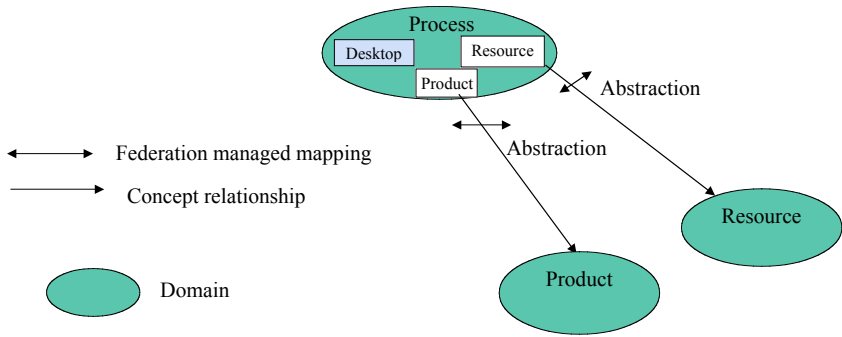 Process
Desktop
Resource
Product
Abstraction
Abstraction
Federation managed mapping
Concept relationship
Resource
Product
Domain